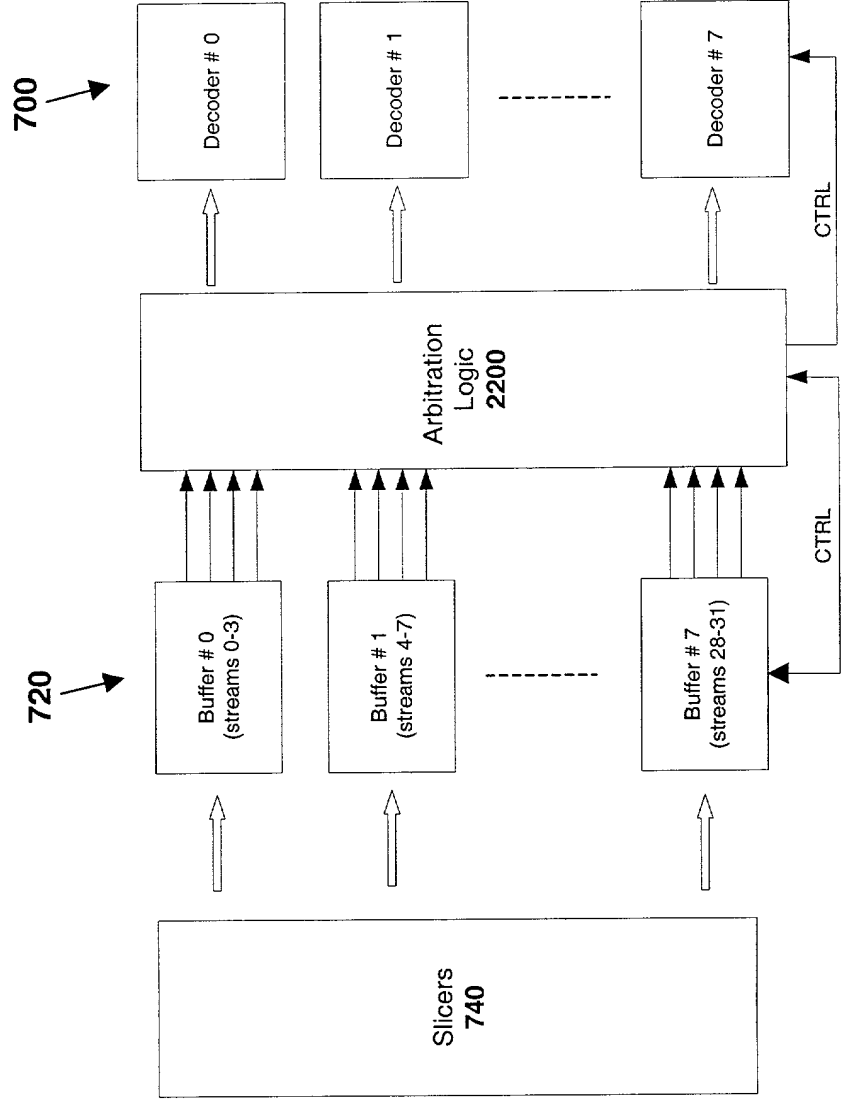 700
Decoder # 0
Decoder # 1
Decoder # 7
CTRL
Arbitration
Logic
2200
CTRL
720
Buffer # 0
(streams 0-3)
Buffer # 1
(streams 4-7)
Buffer # 7
(streams 28-31)
Slicers
740